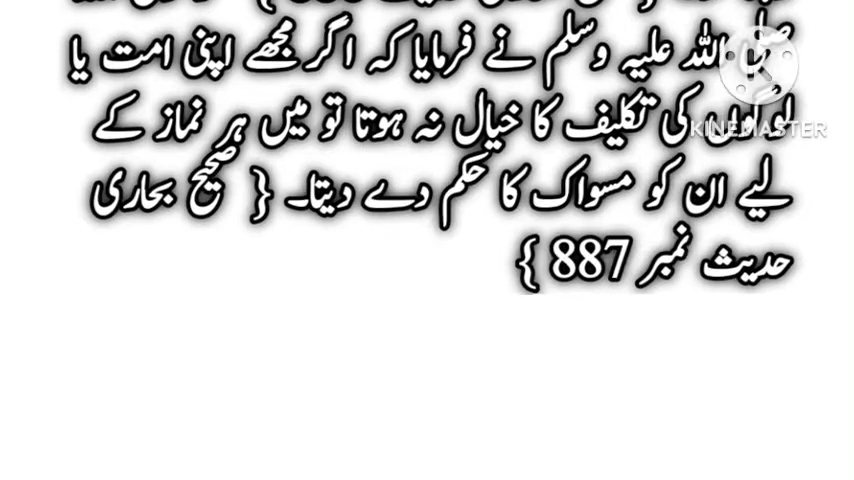 صلی اللہ علیہ وسلم نے فرمایا کہ اگر مجھے اپنی امت یا
لوگوں کی تکلیف کا خیال نہ ہوتا تو میں ہر نماز کے
لیے ان کو مسواک کا حکم دے دیتا۔ { صحیح بخاری
حدیث نمبر 887 }
KINEMASTER